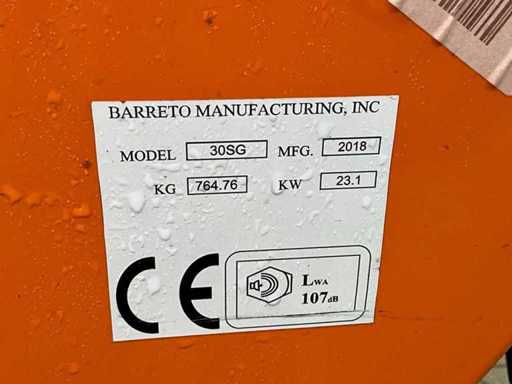 BARRETO MANUFACTURING, INC
MODEL 30SG MFG. 2018
KG 764.76 KW 23.1
CE LWA
107dB